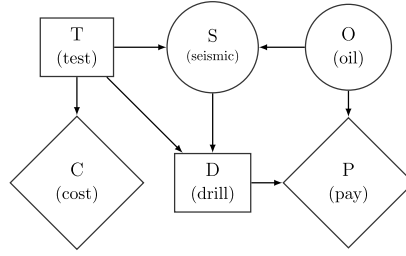 T
(test)
S
(seismic)
O
(oil)
C
(cost)
D
(drill)
P
(pay)